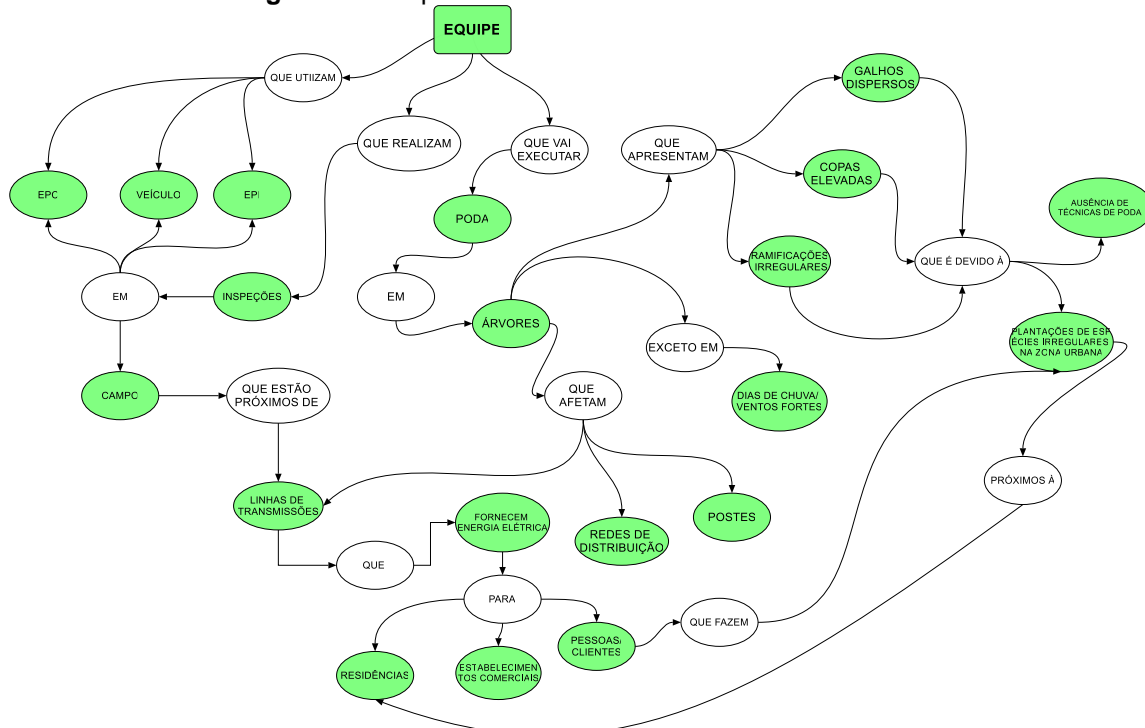 EQUIPE
QUE UTIIZAM
QUE REALIZAM
QUE VAI
EXECUTAR
EPC
VEÍCULO
EPI
PODA
EM
INSPEÇÕES
EM
ÁRVORES
CAMPO
QUE ESTÃO
PRÓXIMOS DE
QUE
APRESENTAM
GALHOS
DISPERSOS
COPAS
ELEVADAS
RAMIFICAÇÕES
IRREGULARES
QUE É DEVIDO À
AUSÊNCIA DE
TÉCNICAS DE PODA
PLANTAÇÕES DE ESP
ÉCIES IRREGULARES
NA ZONA URBANA
EXCETO EM
DIAS DE CHUVA/
VENTOS FORTES
QUE
AFETAM
PRÓXIMOS À
LINHAS DE
TRANSMISSÕES
FORNECEM
ENERGIA ELÉTRICA
REDES DE
DISTRIBUIÇÃO
POSTES
QUE
PARA
QUE FAZEM
PESSOAS/
CLIENTES
RESIDÊNCIAS
ESTABELECIMEN
TOS COMERCIAIS